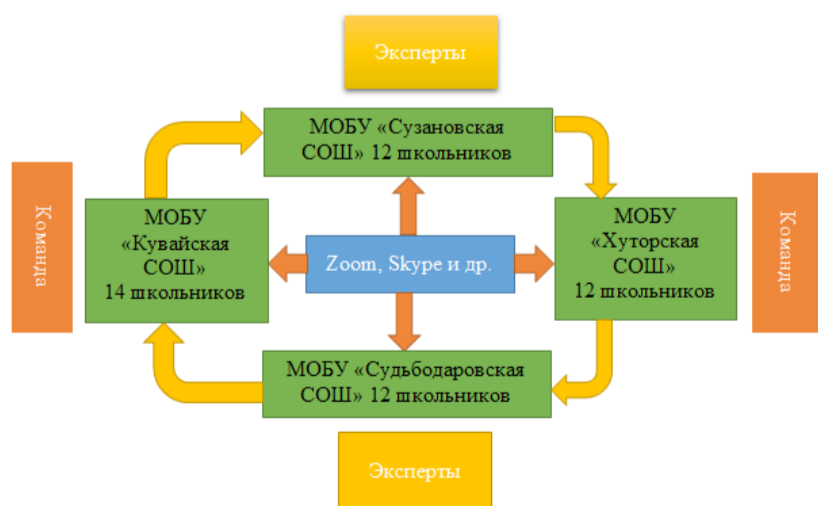 Эксперты
МОБУ «Сузановская
СОШ» 12 школьников
Команда
МОБУ
«Кувайская
СОШ»
14 школьников
Zoom, Skype и др.
МОБУ
«Хуторская
СОШ»
12 школьников
Команда
МОБУ «Судьбодаровская
СОШ» 12 школьников
Эксперты